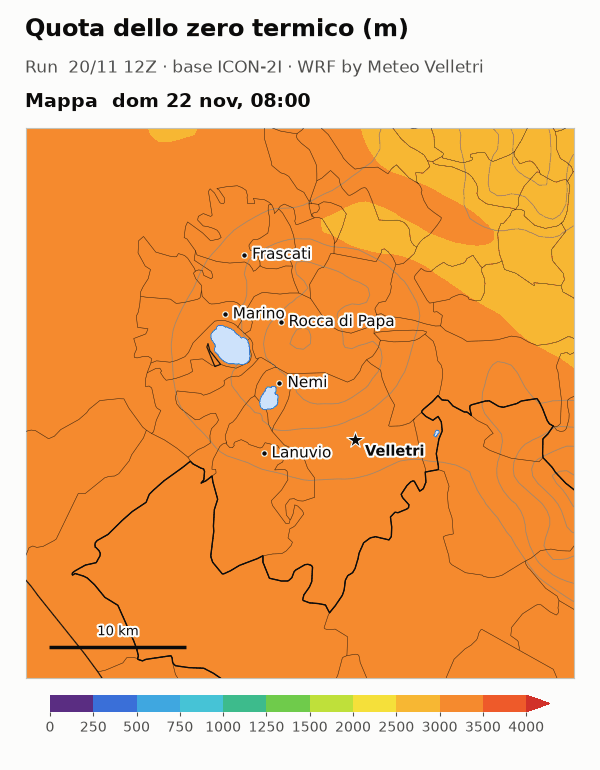 Quota dello zero termico (m)
Run  20/11 12Z · base ICON-2I · WRF by Meteo Velletri
Mappa  dom 22 nov, 08:00
Frascati
Marino
Rocca di Papa
Nemi
Velletri
Lanuvio
10 km
0 250 500 750 1000 1250 1500 2000 2500 3000 3500 4000